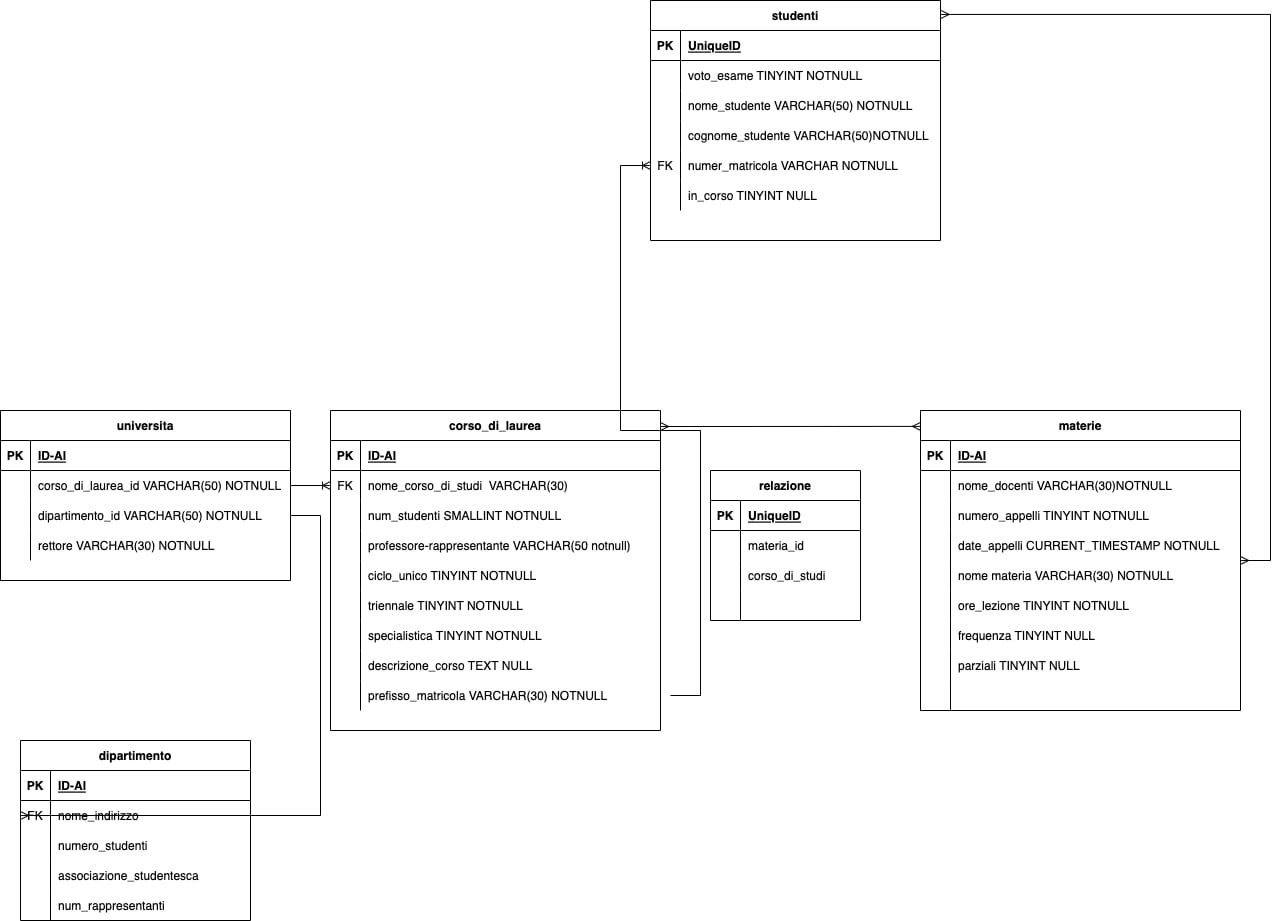 studenti
PK UniqueID
voto_esame TINYINT NOTNULL
nome_studente VARCHAR(50) NOTNULL
cognome_studente VARCHAR(50)NOTNULL
FK numer_matricola VARCHAR NOTNULL
in_corso TINYINT NULL
universita
PK ID-AI
corso_di_laurea_id VARCHAR(50) NOTNULL
dipartimento_id VARCHAR(50) NOTNULL
rettore VARCHAR(30) NOTNULL
corso_di_laurea
PK ID-AI
FK nome_corso_di_studi  VARCHAR(30)
num_studenti SMALLINT NOTNULL
professore-rappresentante VARCHAR(50 notnull)
ciclo_unico TINYINT NOTNULL
triennale TINYINT NOTNULL
specialistica TINYINT NOTNULL
descrizione_corso TEXT NULL
prefisso_matricola VARCHAR(30) NOTNULL
relazione
PK UniqueID
materia_id
corso_di_studi
materie
PK ID-AI
nome_docenti VARCHAR(30)NOTNULL
numero_appelli TINYINT NOTNULL
date_appelli CURRENT_TIMESTAMP NOTNULL
nome materia VARCHAR(30) NOTNULL
ore_lezione TINYINT NOTNULL
frequenza TINYINT NULL
parziali TINYINT NULL
dipartimento
PK ID-AI
FK nome_indirizzo
numero_studenti
associazione_studentesca
num_rappresentanti